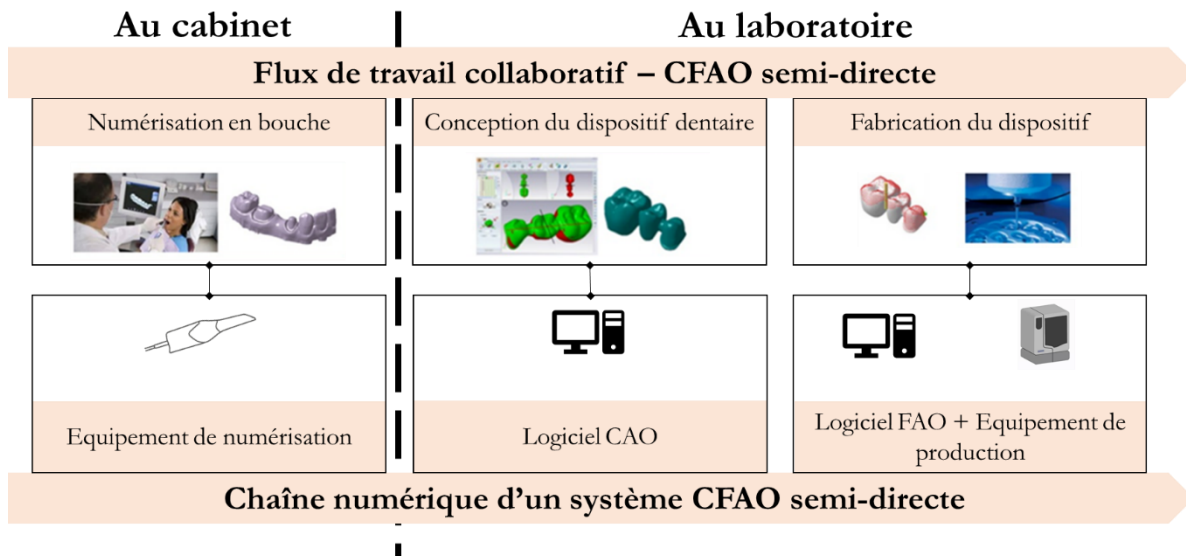 Au cabinet
Au laboratoire
Flux de travail collaboratif – CFAO semi-directe
Numérisation en bouche
Conception du dispositif dentaire
Fabrication du dispositif
Equipement de numérisation
Logiciel CAO
Logiciel FAO + Equipement de
production
Chaîne numérique d’un système CFAO semi-directe